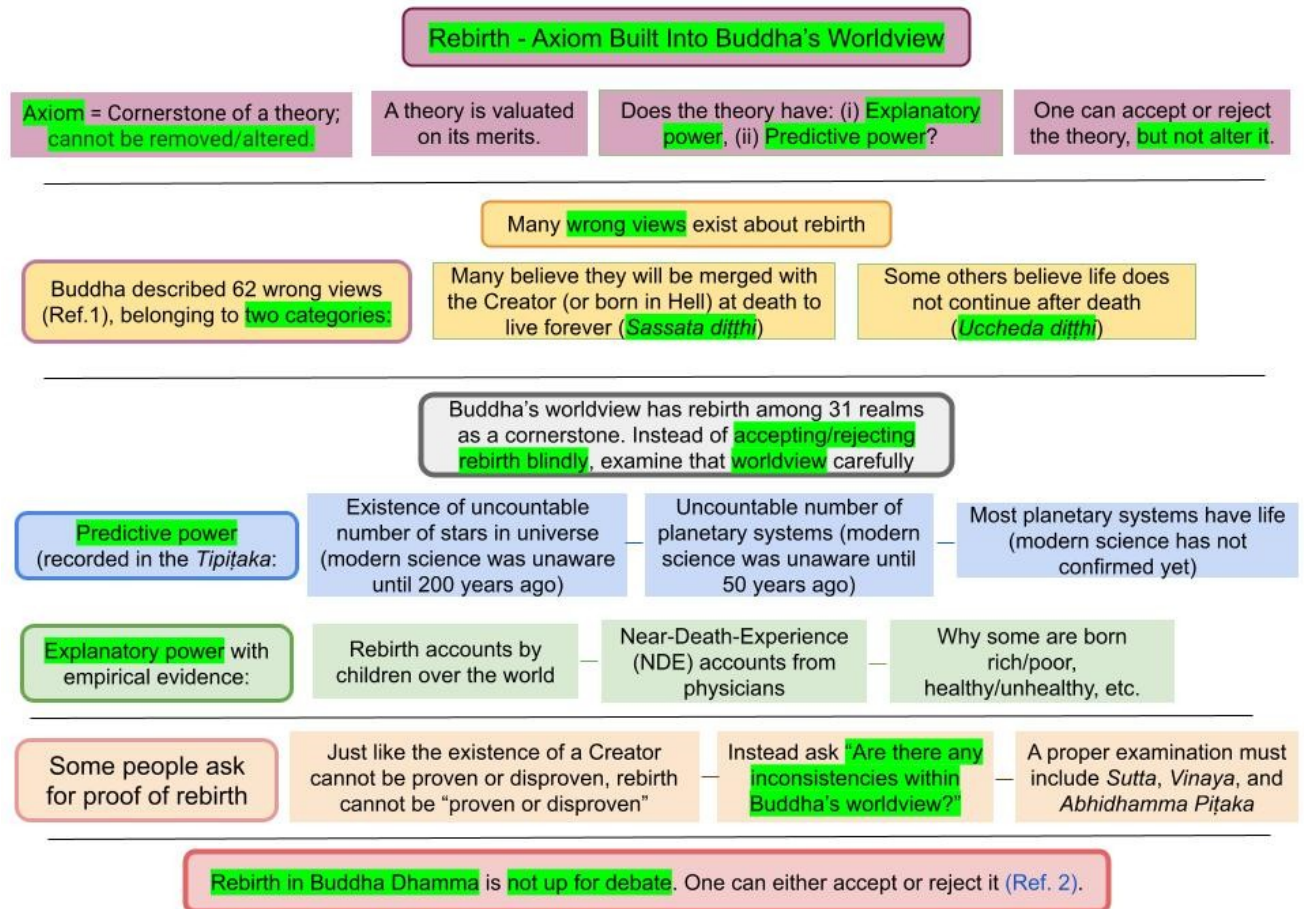 Rebirth - Axiom Built Into Buddha's Worldview
Axiom = Cornerstone of a theory;
cannot be removed/altered.
A theory is valuated
on its merits.
Does the theory have: (i) Explanatory
power, (ii) Predictive power?
One can accept or reject
the theory, but not alter it.
Many wrong views exist about rebirth
Buddha described 62 wrong views
(Ref.1), belonging to two categories:
Many believe they will be merged with
the Creator (or born in Hell) at death to
live forever (Sassata diṭṭhi)
Some others believe life does
not continue after death
(Uccheda diṭṭhi)
Buddha's worldview has rebirth among 31 realms
as a cornerstone. Instead of accepting/rejecting
rebirth blindly, examine that worldview carefully
Predictive power
(recorded in the Tipiṭaka:
Existence of uncountable
number of stars in universe
(modern science was unaware
until 200 years ago)
Uncountable number of
planetary systems (modern
science was unaware until
50 years ago)
Most planetary systems have life
(modern science has not
confirmed yet)
Explanatory power with
empirical evidence:
Rebirth accounts by
children over the world
Near-Death-Experience
(NDE) accounts from
physicians
Why some are born
rich/poor,
healthy/unhealthy, etc.
Some people ask
for proof of rebirth
Just like the existence of a Creator
cannot be proven or disproven, rebirth
cannot be "proven or disproven"
Instead ask "Are there any
inconsistencies within
Buddha's worldview?"
A proper examination must
include Sutta, Vinaya, and
Abhidhamma Piṭaka
Rebirth in Buddha Dhamma is not up for debate. One can either accept or reject it (Ref. 2).